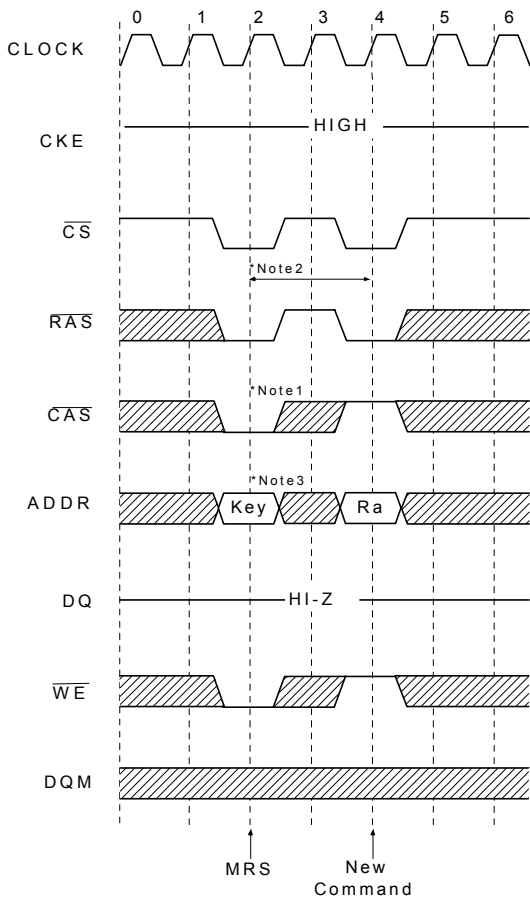 0 1 2 3 4 5 6
CLOCK
CKE
HIGH
CS
*Note2
RAS
*Note1
CAS
*Note3
ADDR
Key
Ra
DQ
HI-Z
WE
DQM
MRS
New
Command